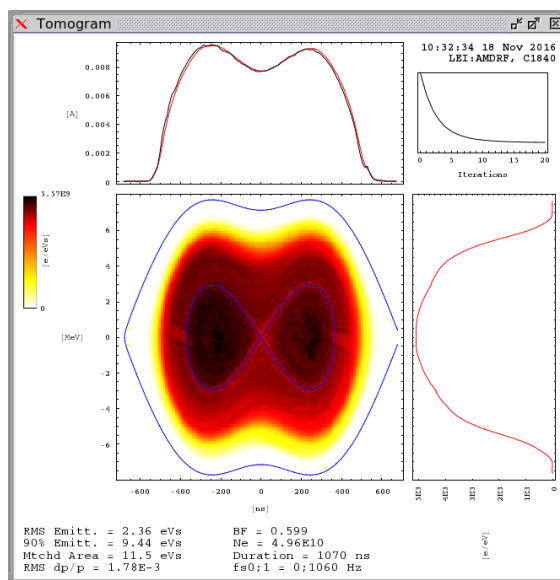 Tomogram
10:32:34 18 Nov 2016
LEI:AMDRF, C1840
0.008
0.006
[A]
0.004
0.002
0
0 5 10 15 20
Iterations
5.57E9
[e/eVs]
0
6
4
2
[MeV]
0
-2
-4
-6
-600 -400 -200 0 200 400 600
[ns]
5E3 4E3 3E3 2E3 1E3 0
[e/eV]
RMS Emitt. = 2.36 eVs
90% Emitt. = 9.44 eVs
Mtchd Area = 11.5 eVs
RMS dp/p = 1.78E-3
BF = 0.599
Ne = 4.96E10
Duration = 1070 ns
fs0;1 = 0;1060 Hz